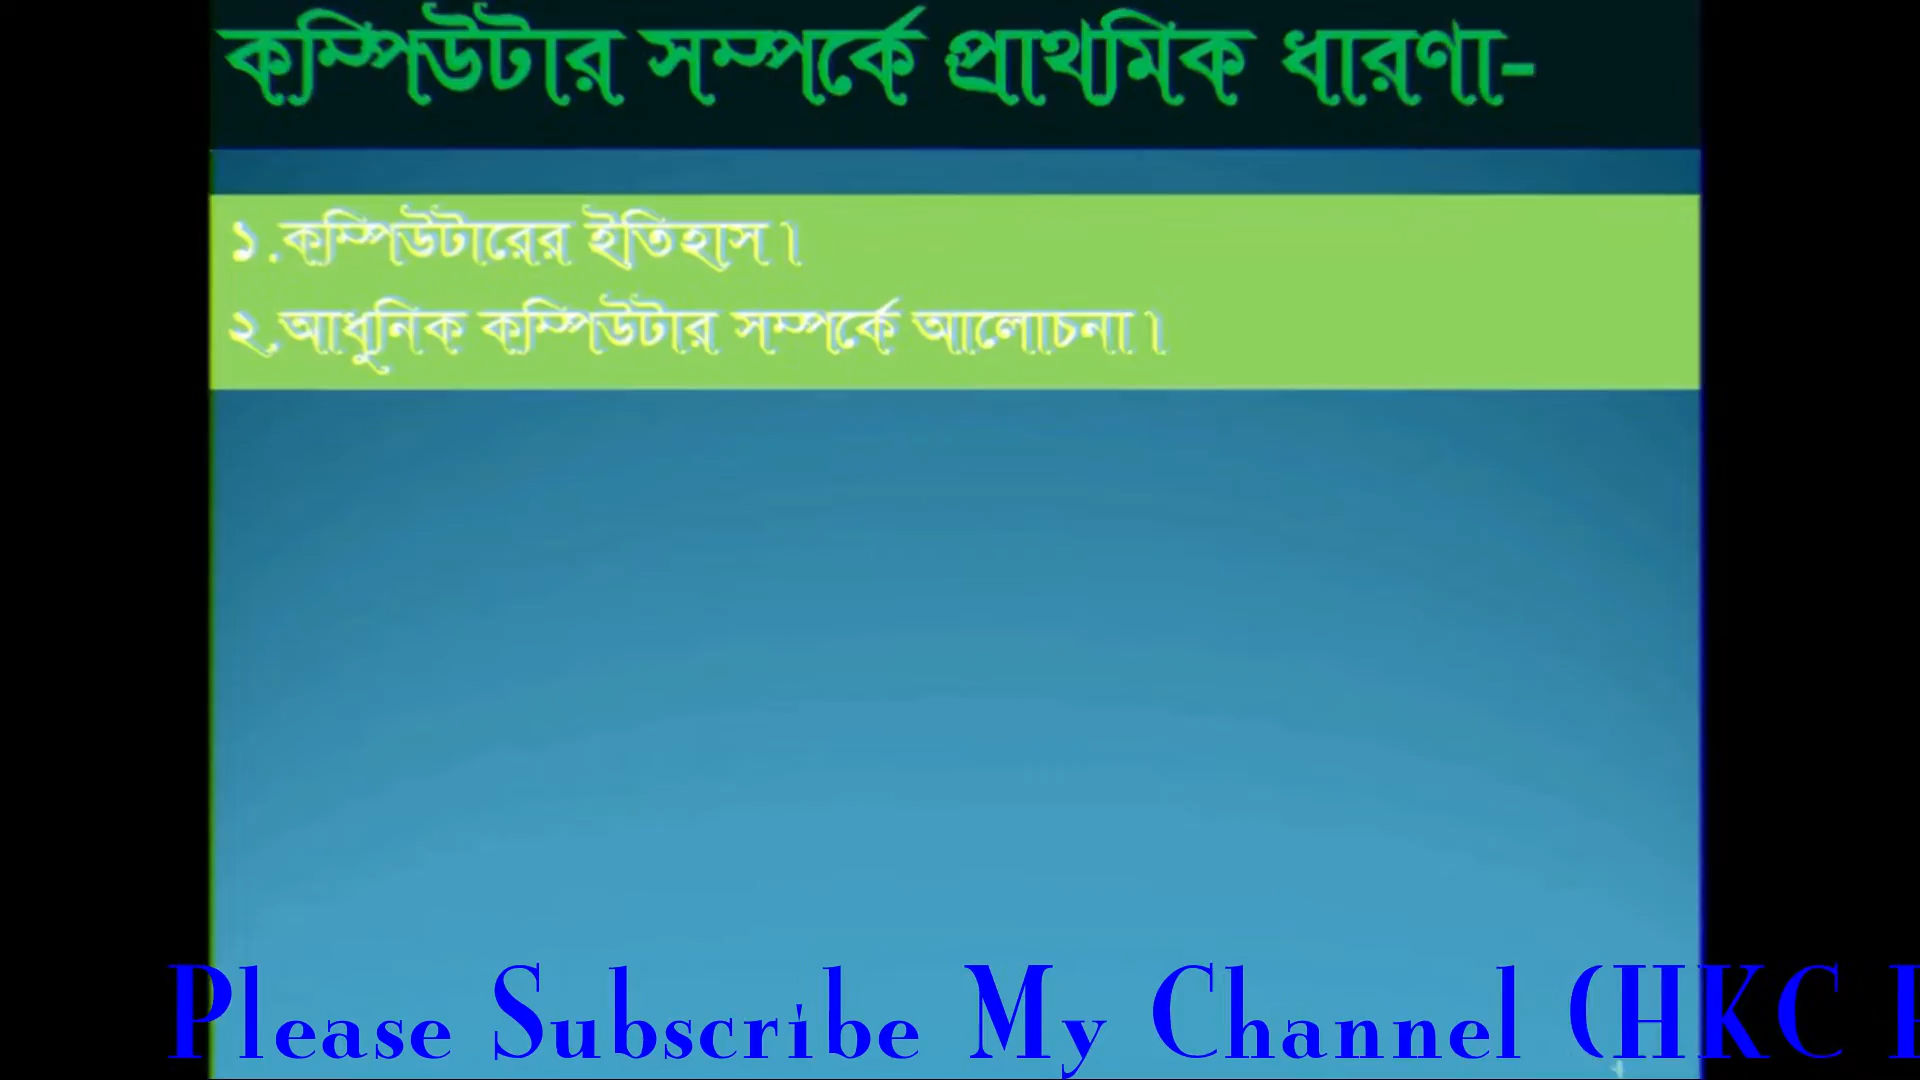 কম্পিউটার সম্পর্কে প্রাথমিক ধারণা-
১.কম্পিউটারের ইতিহাস।
২.আধুনিক কম্পিউটার সম্পর্কে আলোচনা।
Please Subscribe My Channel (HKC